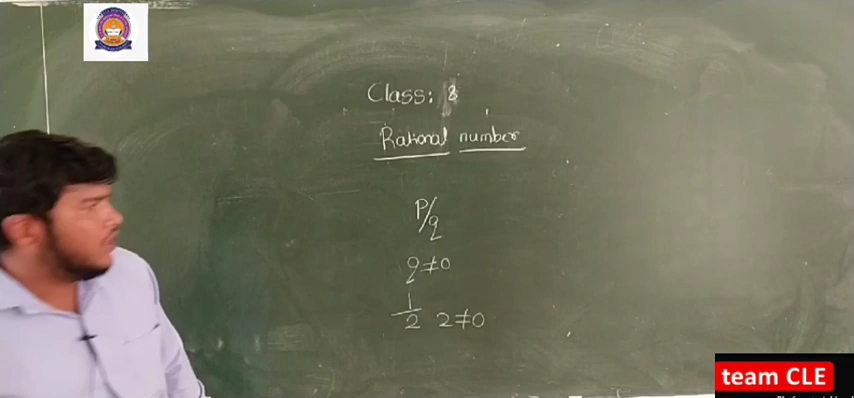 Class: 8
Rational number
P/q
q≠0
1/2 2≠0
team CLE